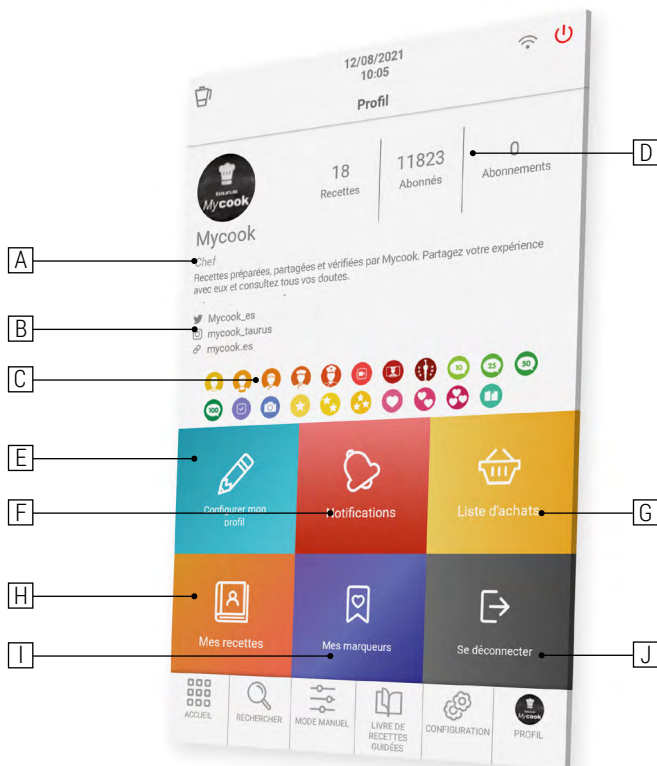 12/08/2021
10:05
Profil
taurus
Mycook
18
Recettes
11823
Abonnés
0
Abonnements
D
Mycook
A
Chef
Recettes préparées, partagées et vérifiées par Mycook. Partagez votre expérience
avec eux et consultez tous vos doutes.
B
Mycook_es
mycook_taurus
mycook.es
C
10
25
50
100
E
Configurer mon
profil
F
Notifications
Liste d'achats
G
H
Mes recettes
I
Mes marqueurs
Se déconnecter
J
ACCUEIL
RECHERCHER
MODE MANUEL
LIVRE DE
RECETTES
GUIDÉES
CONFIGURATION
Mycook
PROFIL